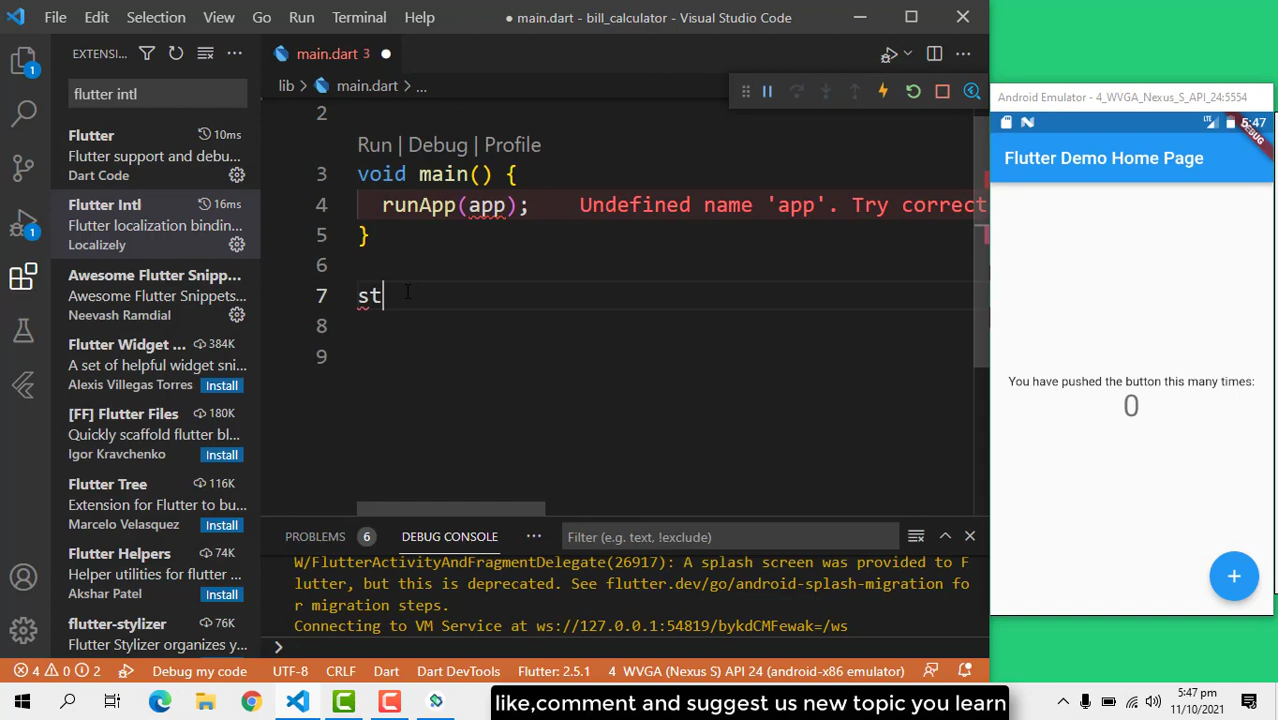 File Edit Selection View Go Run Terminal Help
● main.dart - bill_calculator - Visual Studio Code
EXTENSI...
flutter intl
Flutter 10ms
Flutter support and debu...
Dart Code
Flutter Intl 16ms
Flutter localization bindin...
Localizely
Awesome Flutter Snipp...
Awesome Flutter Snippets...
Neevash Ramdial
Flutter Widget ... 384K
A set of helpful widget sni...
Alexis Villegas Torres Install
[FF] Flutter Files 180K
Quickly scaffold flutter bl...
Igor Kravchenko Install
Flutter Tree 116K
Extension for Flutter to bu...
Marcelo Velasquez Install
Flutter Helpers 74K
Helper utilities for flutter ...
Akshar Patel Install
flutter-stylizer 76K
Flutter Stylizer organizes y...
Install
1
1
main.dart 3 ●
lib > main.dart > ...
2
Run | Debug | Profile
3 void main() {
4 runApp(app); Undefined name 'app'. Try correct
5 }
6
7 st
8
9
PROBLEMS 6 DEBUG CONSOLE ... Filter (e.g. text, !exclude)
W/FlutterActivityAndFragmentDelegate(26917): A splash screen was provided to F
lutter, but this is deprecated. See flutter.dev/go/android-splash-migration fo
r migration steps.
Connecting to VM Service at ws://127.0.0.1:54819/bykdCMFewak=/ws
>
Android Emulator - 4_WVGA_Nexus_S_API_24:5554
LTE 5:47
DEBUG
Flutter Demo Home Page
You have pushed the button this many times:
0
+
4 0 2 Debug my code UTF-8 CRLF Dart Dart DevTools Flutter: 2.5.1 4 WVGA (Nexus S) API 24 (android-x86 emulator)
like,comment and suggest us new topic you learn
5:47 pm
11/10/2021